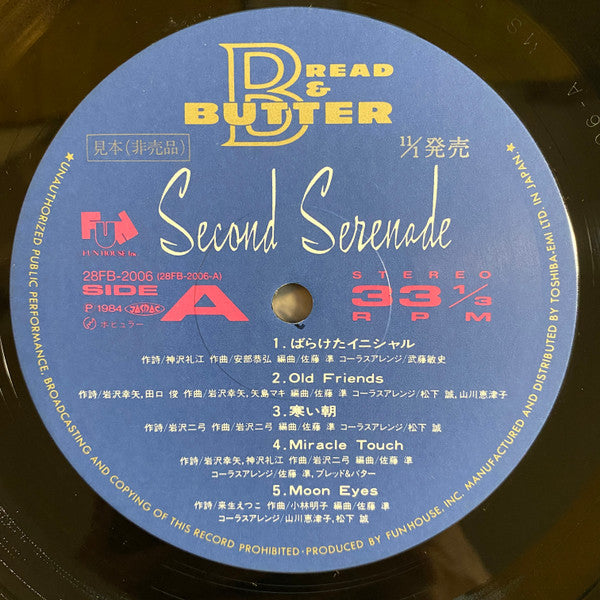 BREAD
&
BUTTER
見本(非売品)
11/1 発売
Second Serenade
FUN
FUN HOUSE Inc.
28FB-2006 (28FB-2006-A)
SIDE A
STEREO
33 1/3
RPM
P/1984 JASRAC
ポピュラー
1. ばらけたイニシャル
作詩/神沢礼江 作曲/安部恭弘 編曲/佐藤 準 コーラスアレンジ/武藤敏史
2. Old Friends
作詩/岩沢幸矢,田口 俊 作曲/岩沢幸矢,矢島マキ 編曲/佐藤 準 コーラスアレンジ/松下 誠,山川恵津子
3. 寒い朝
作詩/岩沢二弓 作曲/岩沢二弓 編曲/佐藤 準 コーラスアレンジ/松下 誠
4. Miracle Touch
作詩/岩沢幸矢,神沢礼江 作曲/岩沢二弓 編曲/佐藤 準
コーラスアレンジ/佐藤 準,ブレッド&バター
5. Moon Eyes
作詩/来生えつこ 作曲/小林明子 編曲/佐藤 準
コーラスアレンジ/山川恵津子,松下 誠
★UNAUTHORIZED PUBLIC PERFORMANCE, BROADCASTING AND COPYING OF THIS RECORD PROHIBITED・PRODUCED BY FUN HOUSE, INC. MANUFACTURED AND DISTRIBUTED BY TOSHIBA-EMI LTD. IN JAPAN.★